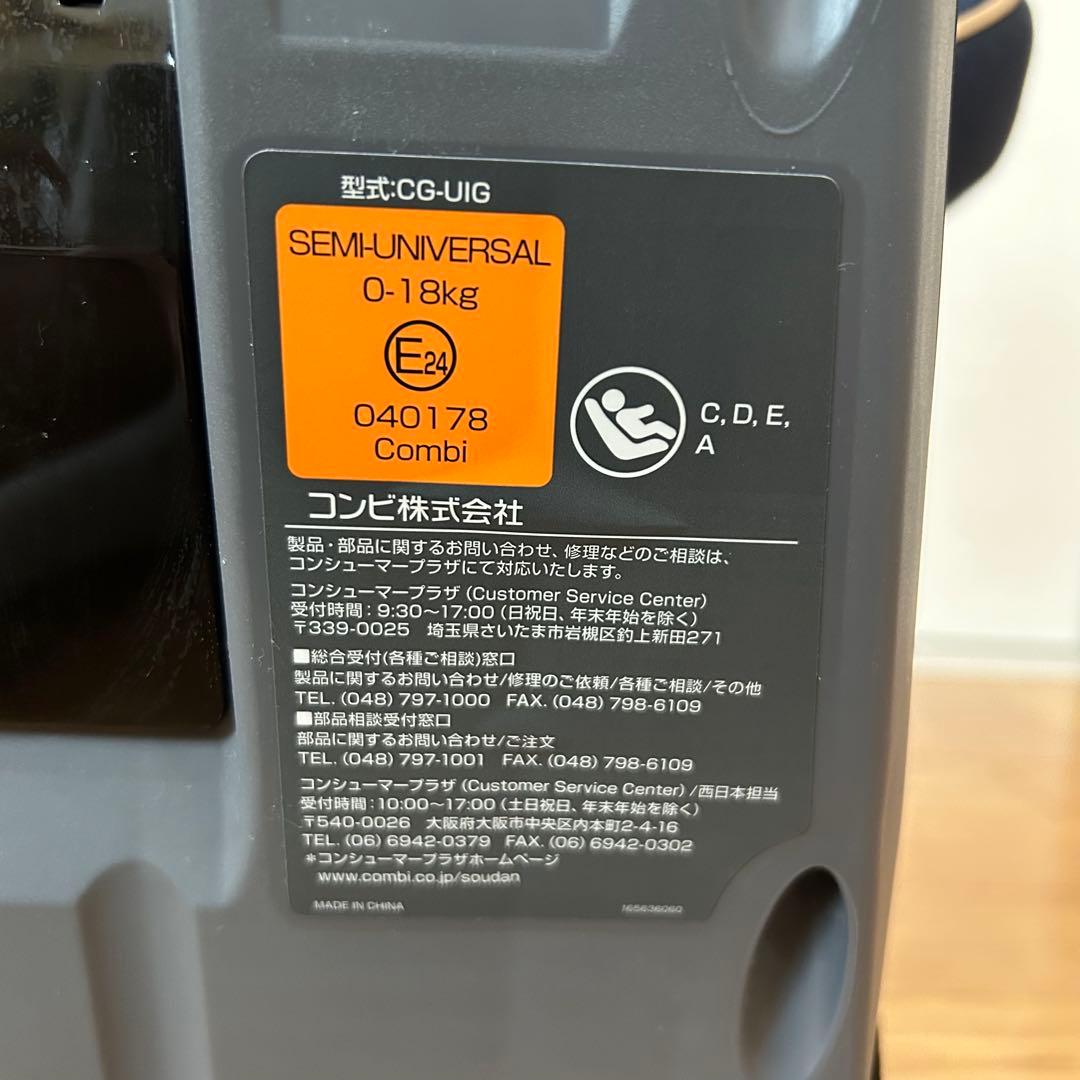 型式:CG-UIG
SEMI-UNIVERSAL
0-18kg
E24
040178
Combi
C, D, E,
A
コンビ株式会社
製品・部品に関するお問い合わせ、修理などのご相談は、
コンシューマープラザにて対応いたします。
コンシューマープラザ (Customer Service Center)
受付時間:9:30〜17:00 (日祝日、年末年始を除く)
〒339-0025 埼玉県さいたま市岩槻区釣上新田271
■総合受付(各種ご相談)窓口
製品に関するお問い合わせ/修理のご依頼/各種ご相談/その他
TEL. (048) 797-1000 FAX. (048) 798-6109
■部品相談受付窓口
部品に関するお問い合わせ/ご注文
TEL. (048) 797-1001 FAX. (048) 798-6109
コンシューマープラザ (Customer Service Center) /西日本担当
受付時間:10:00〜17:00 (土日祝日、年末年始を除く)
〒540-0026 大阪府大阪市中央区内本町2-4-16
TEL. (06) 6942-0379 FAX. (06) 6942-0302
*コンシューマープラザホームページ
www.combi.co.jp/soudan
MADE IN CHINA
165636060